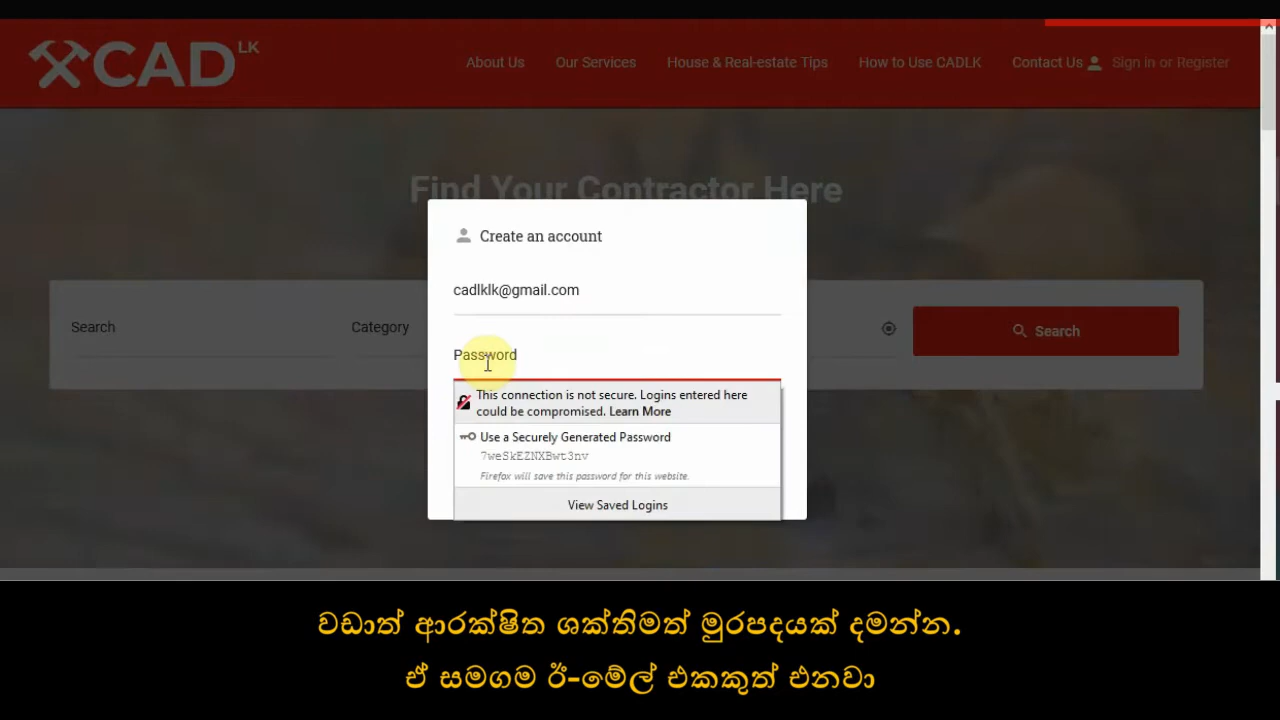 CAD LK
About Us
Our Services
House & Real-estate Tips
How to Use CADLK
Contact Us
Sign in or Register
Find Your Contractor Here
Create an account
cadlklk@gmail.com
Search
Category
Search
Password
This connection is not secure. Logins entered here
could be compromised. Learn More
Use a Securely Generated Password
7weSkEZNXBwt3nv
Firefox will save this password for this website.
View Saved Logins
වඩාත් ආරක්ෂිත ශක්තිමත් මුරපදයක් දමන්න.
ඒ සමගම ඊ-මේල් එකකුත් එනවා